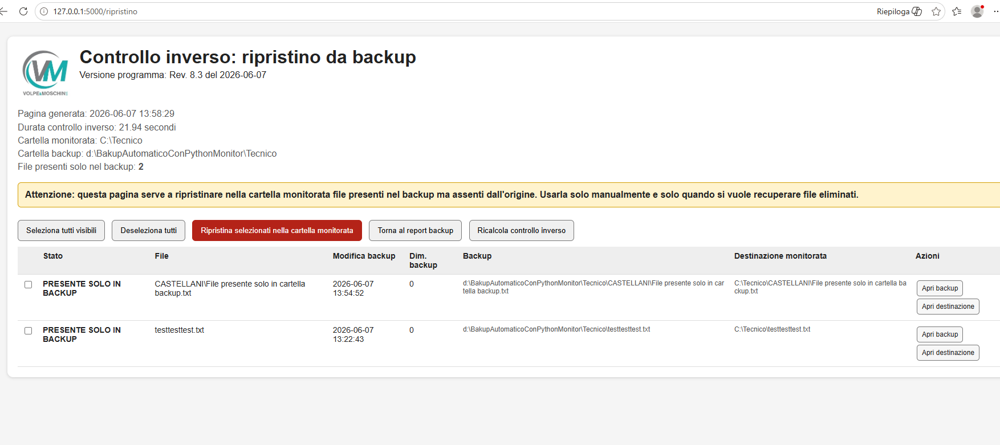 127.0.0.1:5000/ripristino
Riepiloga
Controllo inverso: ripristino da backup
Versione programma: Rev. 8.3 del 2026-06-07
VM
VOLPE&MOSCHIN
Pagina generata: 2026-06-07 13:58:29
Durata controllo inverso: 21.94 secondi
Cartella monitorata: C:\Tecnico
Cartella backup: d:\BakupAutomaticoConPythonMonitor\Tecnico
File presenti solo nel backup: 2
Attenzione: questa pagina serve a ripristinare nella cartella monitorata file presenti nel backup ma assenti dall'origine. Usarla solo manualmente e solo quando si vuole recuperare file eliminati.
Seleziona tutti visibili
Deseleziona tutti
Ripristina selezionati nella cartella monitorata
Torna al report backup
Ricalcola controllo inverso
Stato
File
Modifica backup
Dim.
backup
Backup
Destinazione monitorata
Azioni
PRESENTE SOLO IN
BACKUP
CASTELLANI\File presente solo in cartella
backup.txt
2026-06-07
13:54:52
0
d:\BakupAutomaticoConPythonMonitor\Tecnico\CASTELLANI\File presente solo in car
tella backup.txt
C:\Tecnico\CASTELLANI\File presente solo in cartella ba
ckup.txt
Apri backup
Apri destinazione
PRESENTE SOLO IN
BACKUP
testtesttest.txt
2026-06-07
13:22:43
0
d:\BakupAutomaticoConPythonMonitor\Tecnico\testtesttest.txt
C:\Tecnico\testtesttest.txt
Apri backup
Apri destinazione